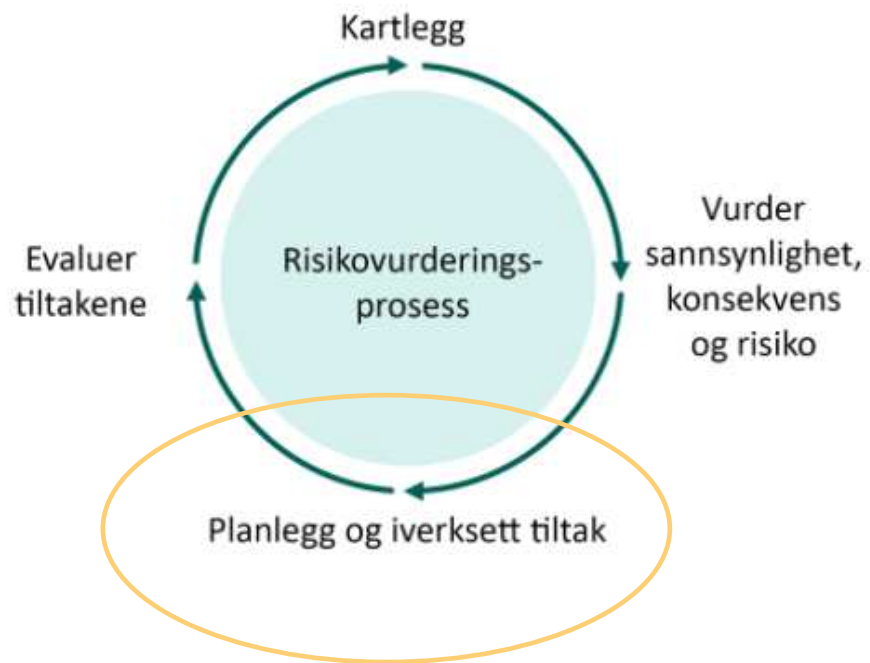 Kartlegg
Vurder
sannsynlighet,
konsekvens
og risiko
Evaluer
tiltakene
Risikovurderings-
prosess
Planlegg og iverksett tiltak